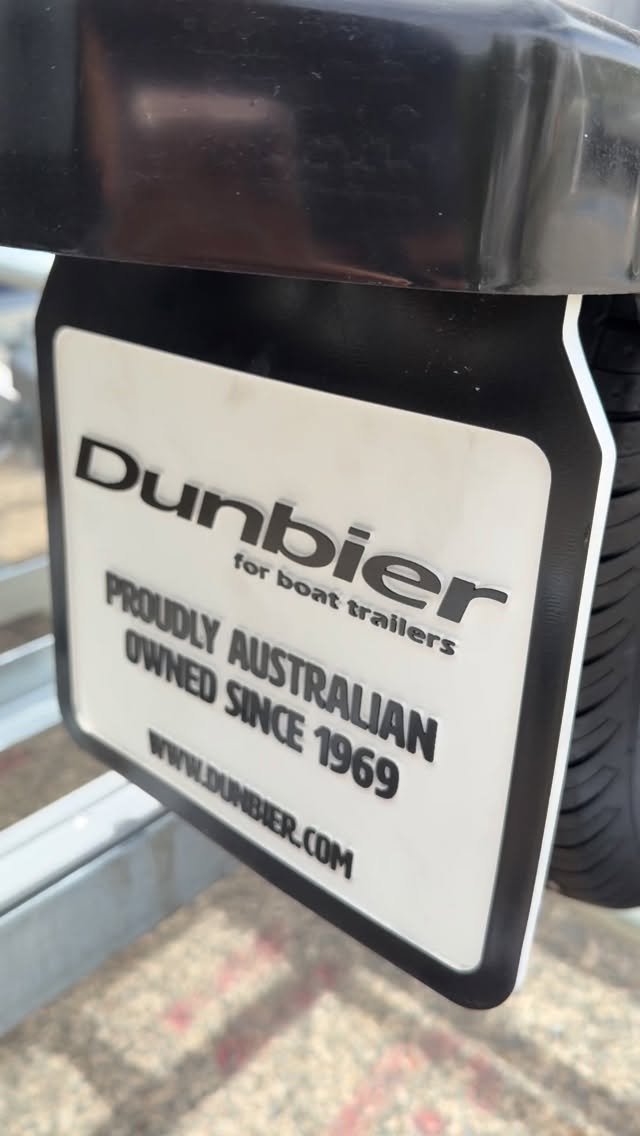 Dunbier
for boat trailers
PROUDLY AUSTRALIAN
OWNED SINCE 1969
WWW.DUNBIER.COM